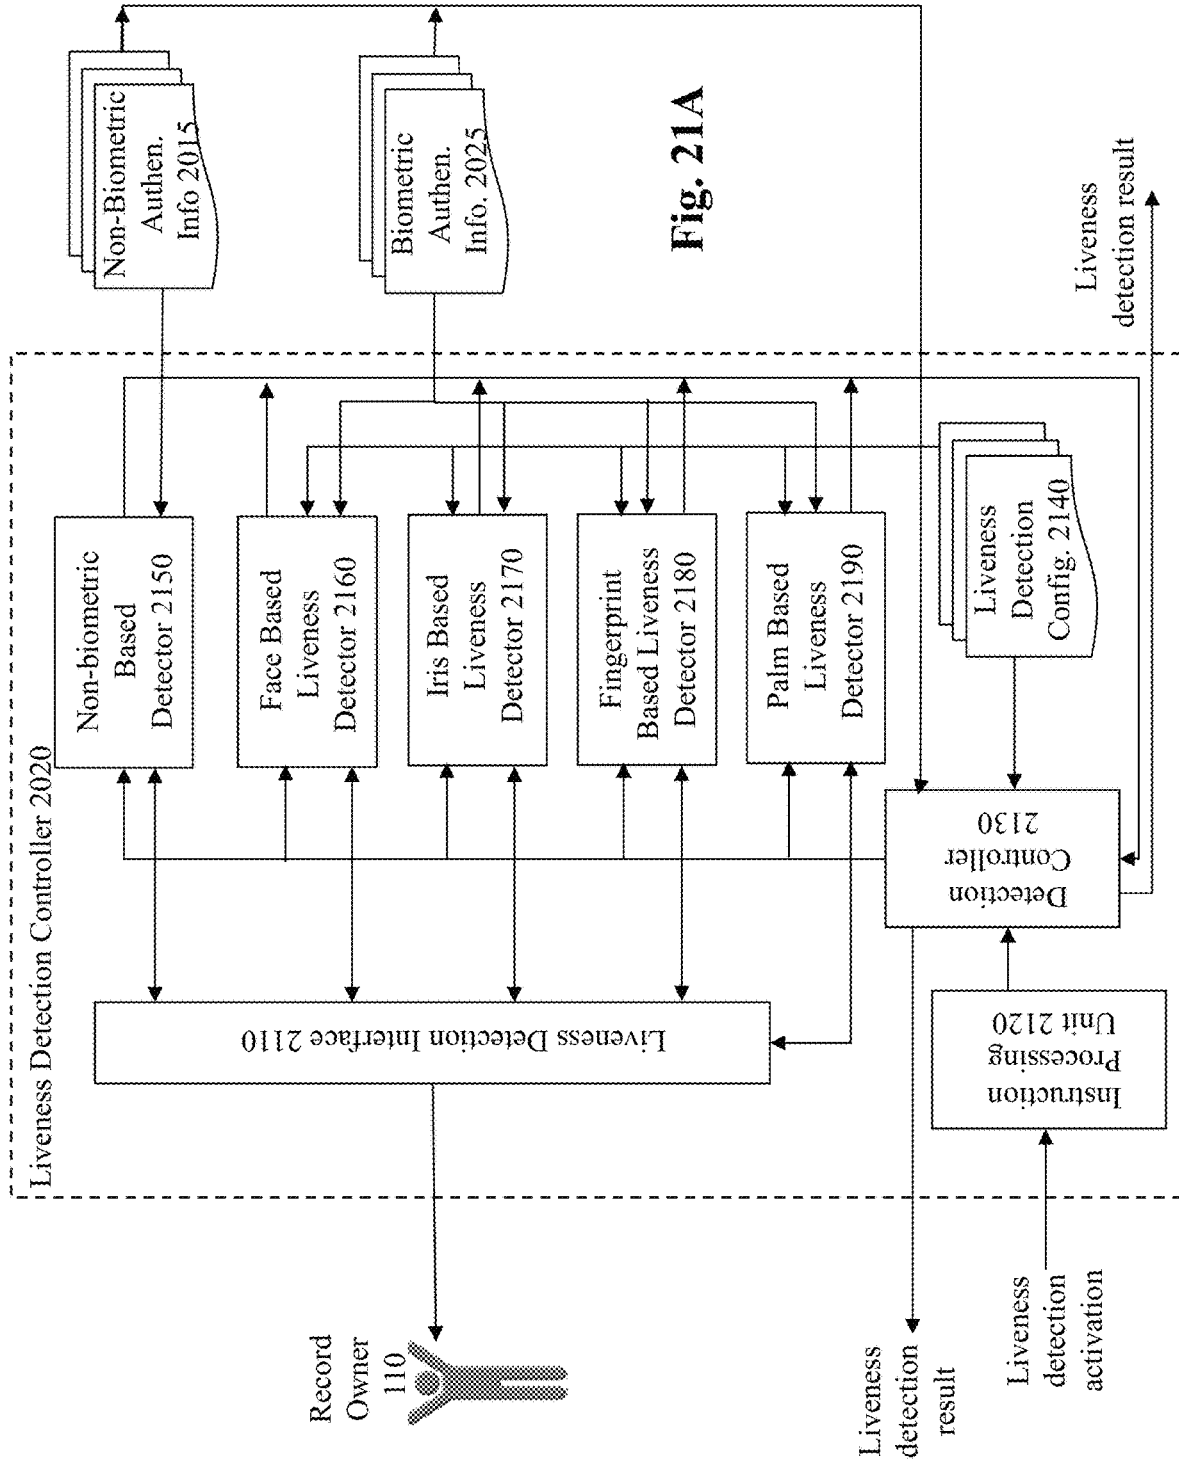 Liveness Detection Controller 2020
Non-Biometric
Authen.
Info 2015
Biometric
Authen.
Info. 2025
Non-biometric
Based
Detector 2150
Face Based
Liveness
Detector 2160
Iris Based
Liveness
Detector 2170
Fingerprint
Based Liveness
Detector 2180
Palm Based
Liveness
Detector 2190
Liveness
Detection
Config. 2140
Detection
Controller
2130
Liveness Detection Interface 2110
Instruction
Processing
Unit 2120
Record
Owner
110
Liveness
detection
result
Liveness
detection
activation
Liveness
detection result
Fig. 21A